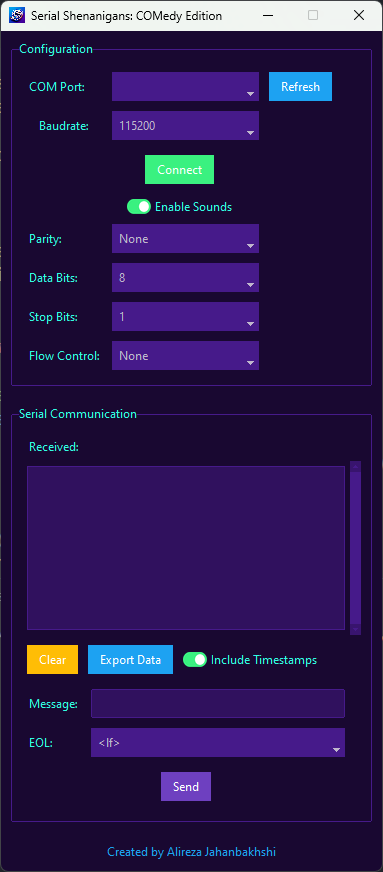 Serial Shenanigans: COMedy Edition
Configuration
COM Port:
Refresh
Baudrate:
115200
Connect
Enable Sounds
Parity:
None
Data Bits:
8
Stop Bits:
1
Flow Control:
None
Serial Communication
Received:
Clear
Export Data
Include Timestamps
Message:
EOL:
<lf>
Send
Created by Alireza Jahanbakhshi